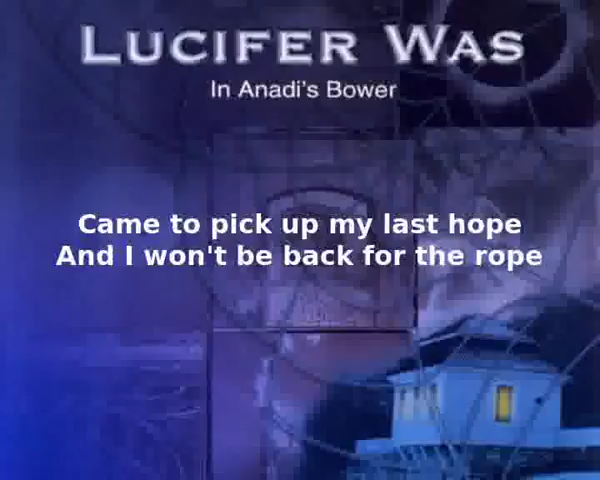 LUCIFER WAS
In Anadi's Bower
Came to pick up my last hope
And I won't be back for the rope